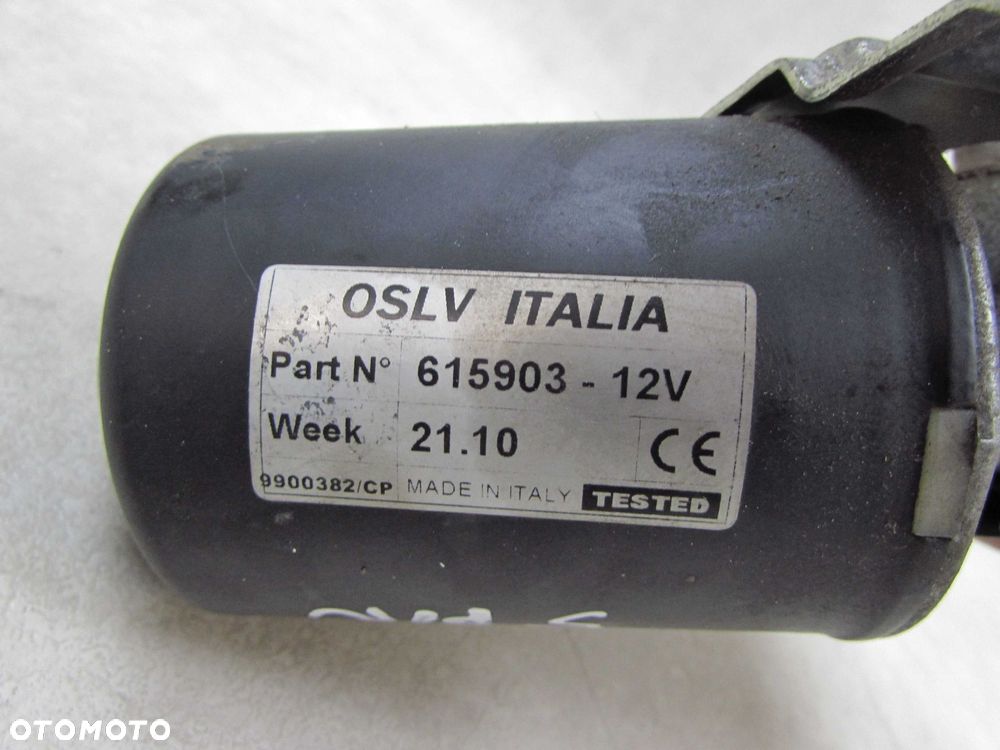 OSLV ITALIA
Part N° 615903 - 12V
Week 21.10 CE
9900382/CP MADE IN ITALY TESTED
OTOMOTO